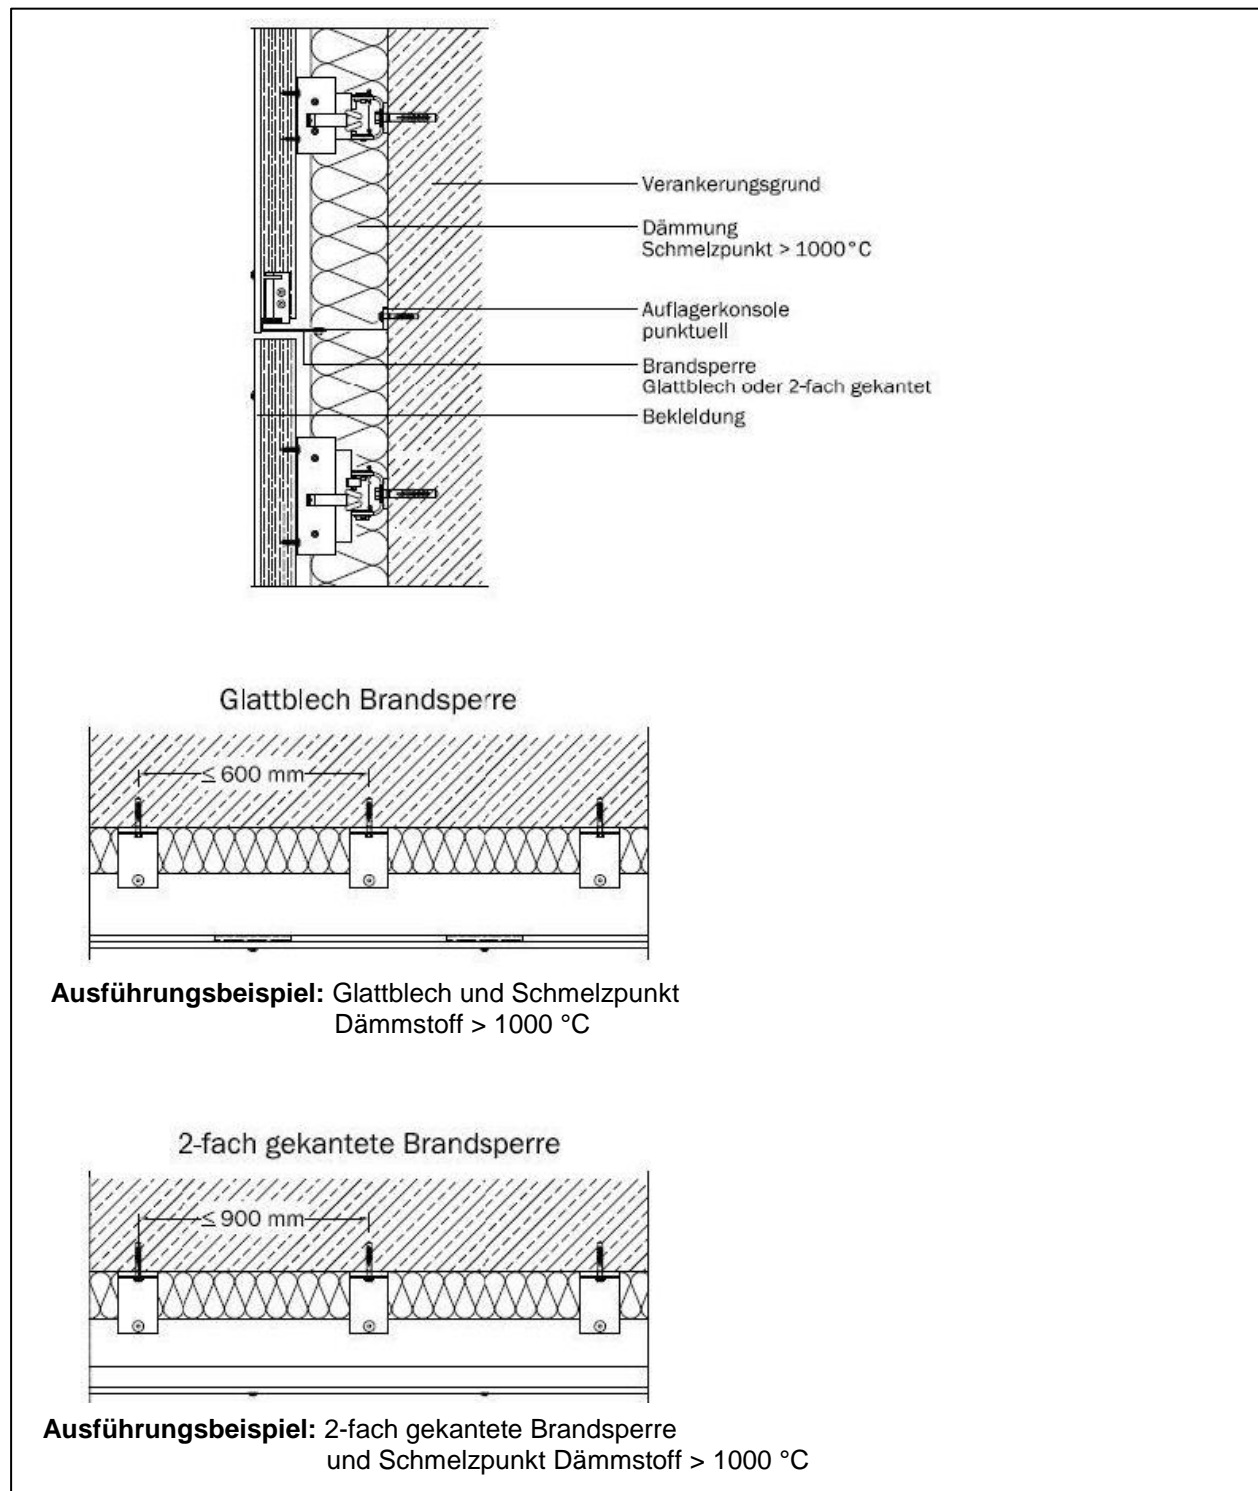 Verankerungsgrund
Dämmung
Schmelzpunkt > 1000°C
Auflagerkonsole
punktuell
Brandsperre
Glattblech oder 2-fach gekantet
Bekleidung
Glattblech Brandsperre
≤ 600 mm
Ausführungsbeispiel: Glattblech und Schmelzpunkt
Dämmstoff > 1000 °C
2-fach gekantete Brandsperre
≤ 900 mm
Ausführungsbeispiel: 2-fach gekantete Brandsperre
und Schmelzpunkt Dämmstoff > 1000 °C